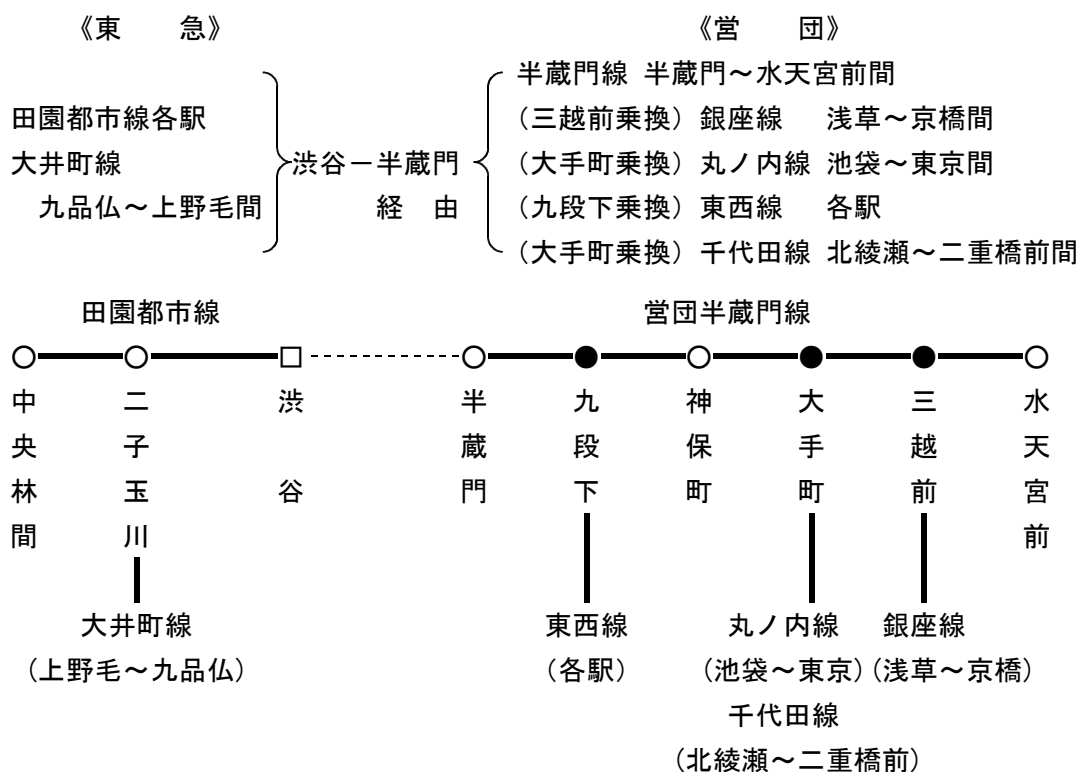 《東　　急》　《営　　団》
半蔵門線 半蔵門～水天宮前間
田園都市線各駅　(三越前乗換) 銀座線　浅草～京橋間
大井町線　渋谷－半蔵門　(大手町乗換) 丸ノ内線 池袋～東京間
九品仏～上野毛間　経　由　(九段下乗換) 東西線　各駅
(大手町乗換) 千代田線 北綾瀬～二重橋前間
田園都市線　営団半蔵門線
中央林間
二子玉川
渋谷
半蔵門
九段下
神保町
大手町
三越前
水天宮前
大井町線
(上野毛～九品仏)
東西線
(各駅)
丸ノ内線
(池袋～東京)
千代田線
(北綾瀬～二重橋前)
銀座線
(浅草～京橋)